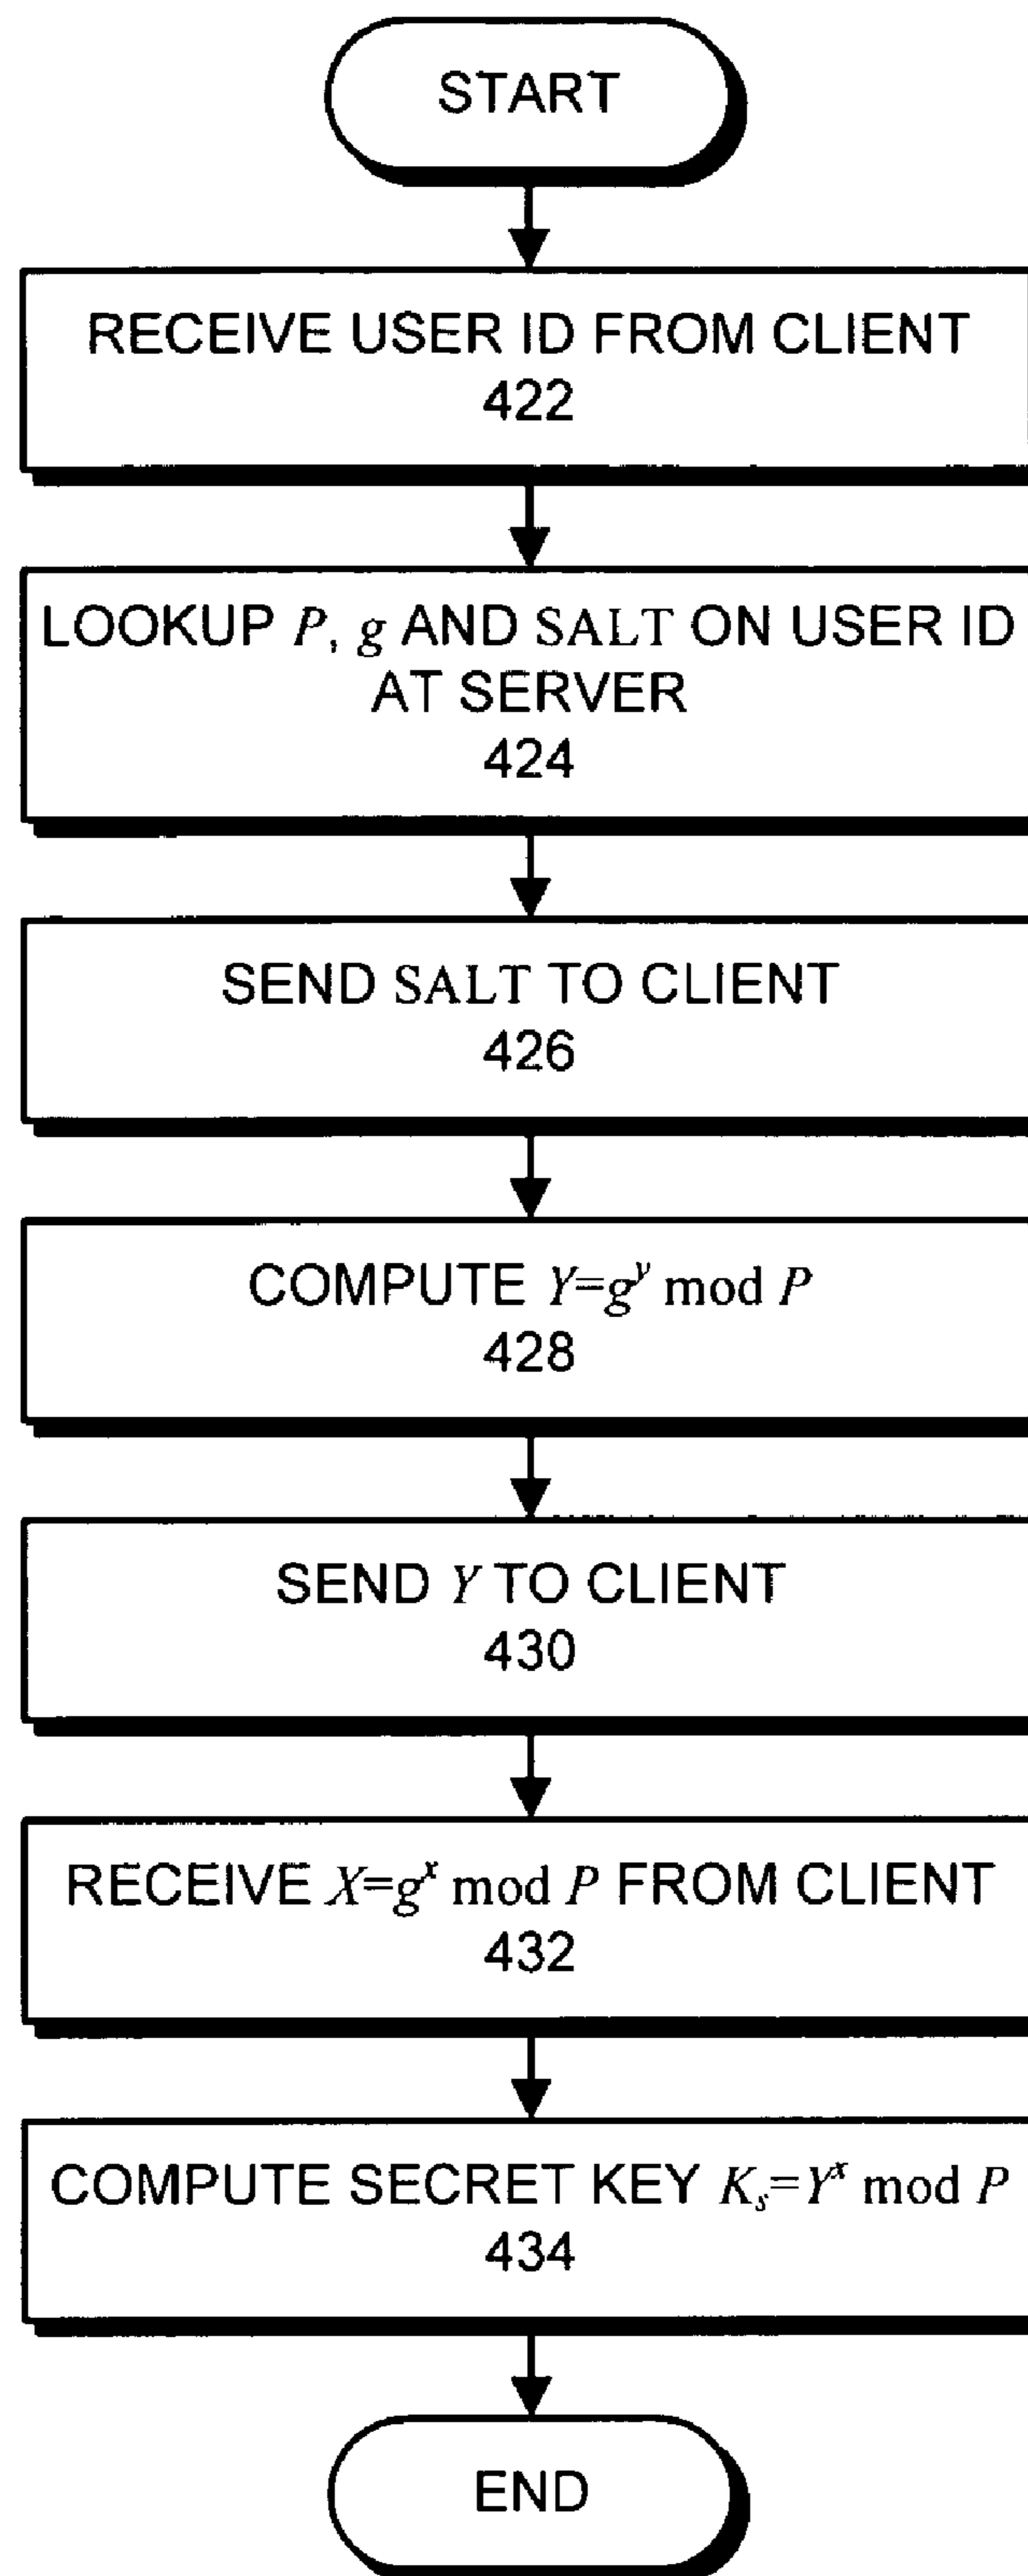 START
RECEIVE USER ID FROM CLIENT
422
LOOKUP P, g AND SALT ON USER ID
AT SERVER
424
SEND SALT TO CLIENT
426
COMPUTE Y=g^y mod P
428
SEND Y TO CLIENT
430
RECEIVE X=g^x mod P FROM CLIENT
432
COMPUTE SECRET KEY K_s=Y^x mod P
434
END